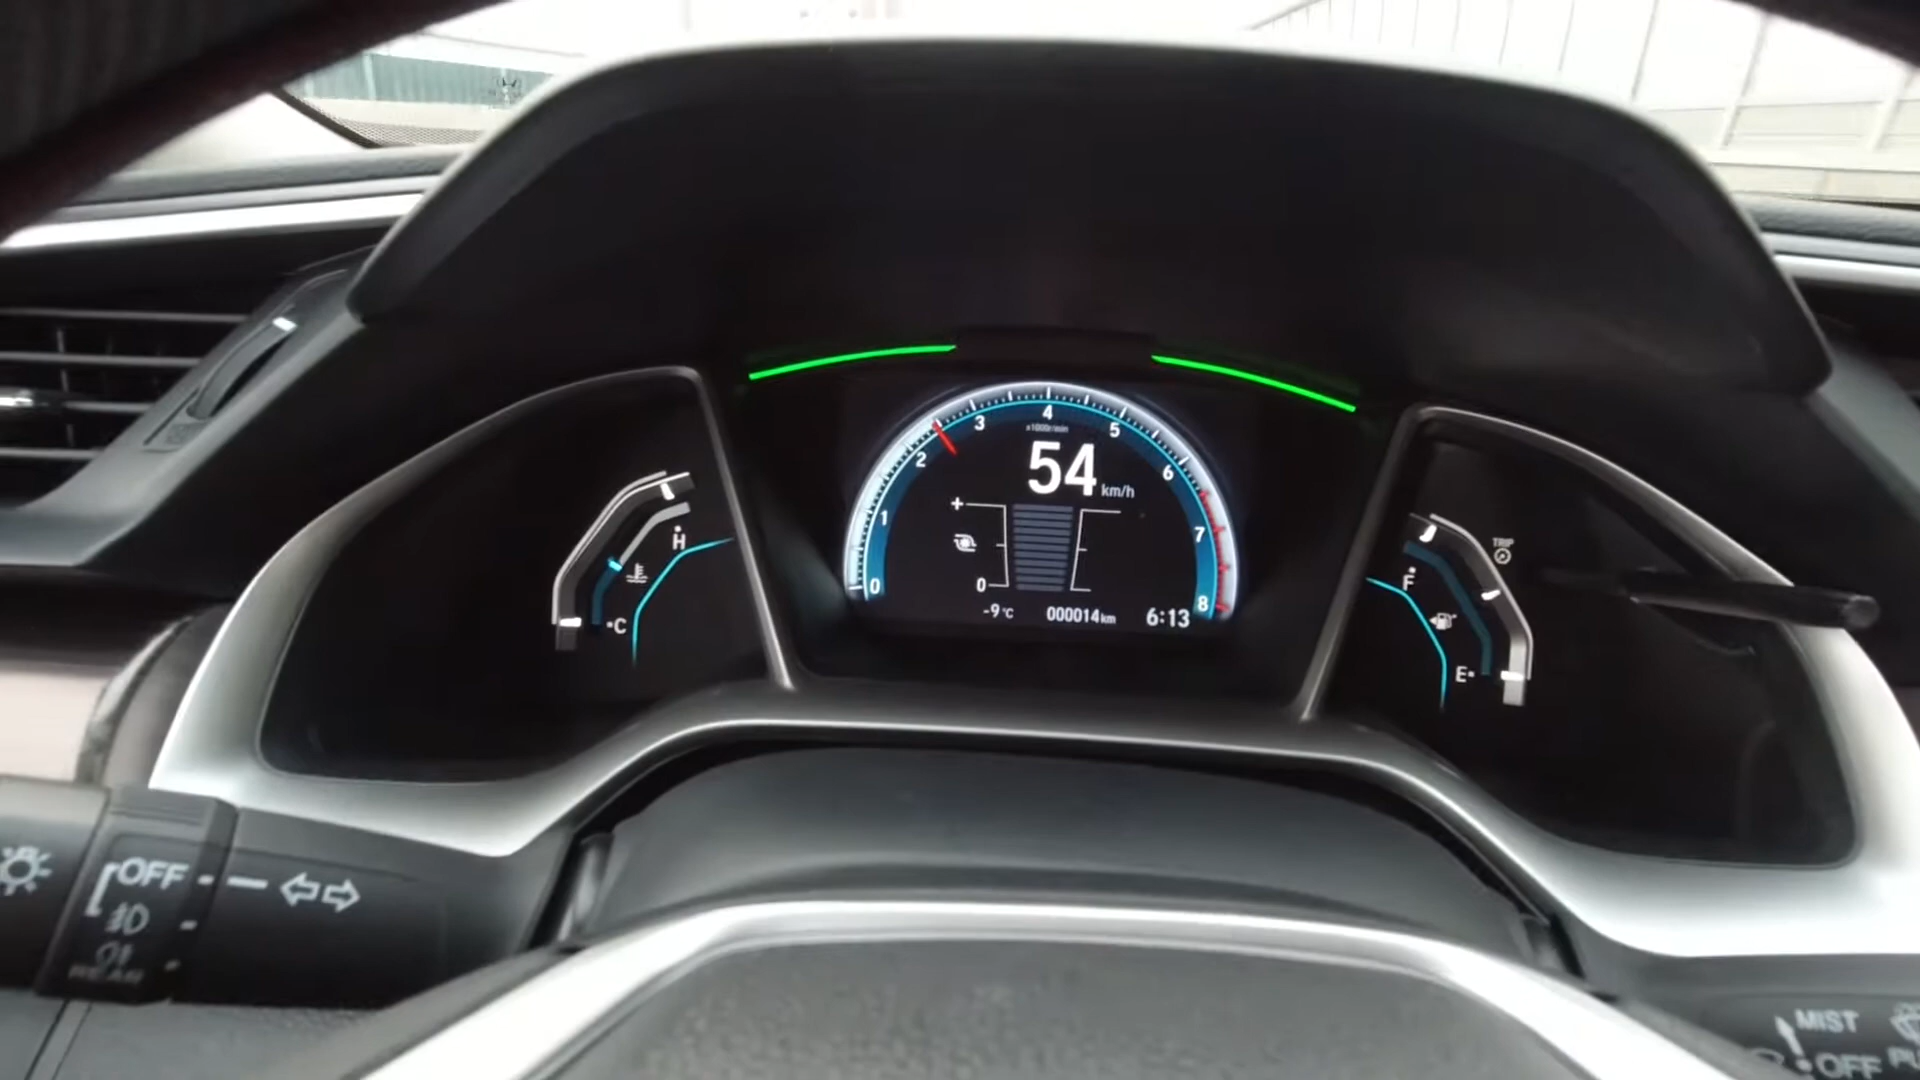 4
3
5
x1000r/min
2
54 km/h
6
+
1
7
H
TRIP
F
0
0
8
C
-9°C
000014km
6:13
E
OFF
REAR
MIST
OFF